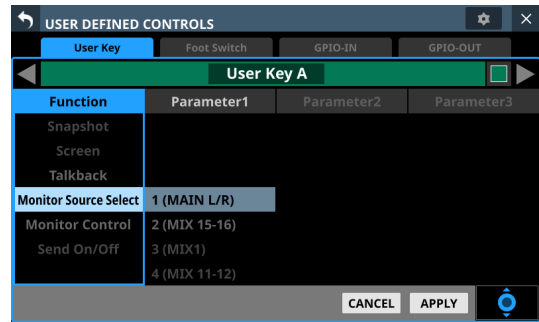 USER DEFINED CONTROLS
User Key Foot Switch GPIO-IN GPIO-OUT
User Key A
Function Parameter1 Parameter2 Parameter3
Snapshot
Screen
Talkback
Monitor Source Select 1 (MAIN L/R)
Monitor Control 2 (MIX 15-16)
Send On/Off 3 (MIX1)
4 (MIX 11-12)
CANCEL APPLY